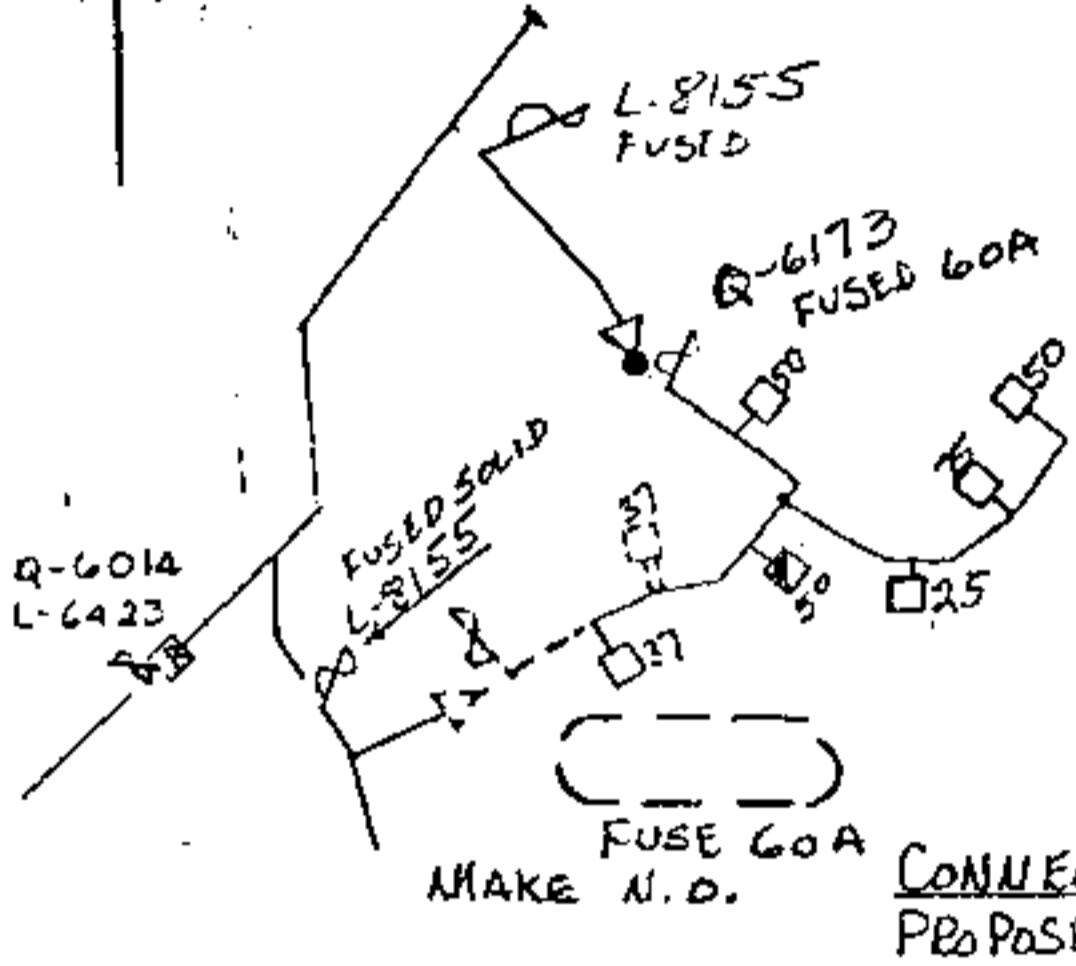 L-8155
FUSED
Q-6173
FUSED 60A
50
50
FUSED SOLID
L-8155
37
Q-6014
L-6423
50
25
37
FUSE 60A
MAKE N.O.
CONNE
PROPOS